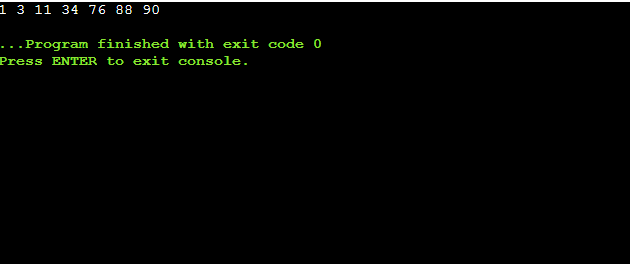 1 3 11 34 76 88 90
...Program finished with exit code 0
Press ENTER to exit console.